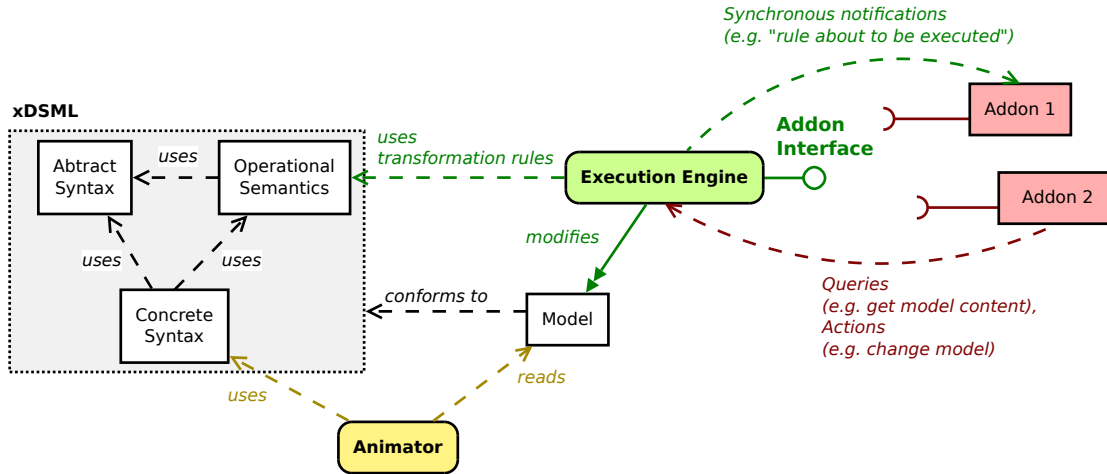 Synchronous notifications
(e.g. "rule about to be executed")
Addon 1
xDSML
Addon
Interface
uses
transformation rules
uses
Abtract
Syntax
Operational
Semantics
Execution Engine
Addon 2
modifies
uses
uses
Queries
(e.g. get model content),
Actions
(e.g. change model)
conforms to
Concrete
Syntax
Model
reads
uses
Animator